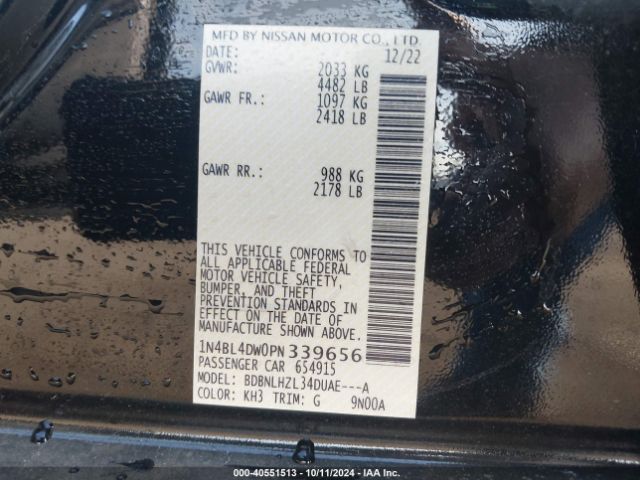 MFD BY NISSAN MOTOR CO., LTD.
DATE: 12/22
GVWR: 2033 KG
4482 LB
GAWR FR.: 1097 KG
2418 LB
GAWR RR.: 988 KG
2178 LB
THIS VEHICLE CONFORMS TO
ALL APPLICABLE FEDERAL
MOTOR VEHICLE SAFETY,
BUMPER, AND THEFT
PREVENTION STANDARDS IN
EFFECT ON THE DATE OF
MANUFACTURE SHOWN ABOVE.
1N4BL4DW0PN339656
PASSENGER CAR 654915
MODEL: BDBNLHZL34DUAE---A
COLOR: KH3 TRIM: G 9N00A
000-40551513 - 10/11/2024 - IAA Inc.